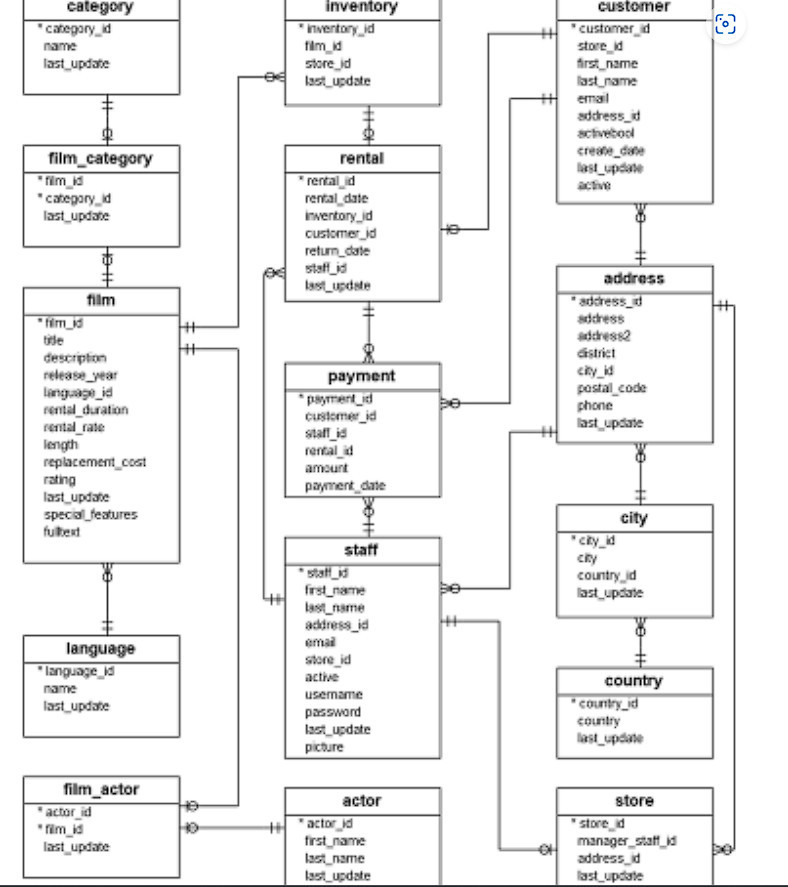 category
* category_id
name
last_update
film_category
* film_id
* category_id
last_update
film
* film_id
title
description
release_year
language_id
rental_duration
rental_rate
length
replacement_cost
rating
last_update
special_features
fulltext
language
* language_id
name
last_update
film_actor
* actor_id
* film_id
last_update
inventory
* inventory_id
film_id
store_id
last_update
rental
* rental_id
rental_date
inventory_id
customer_id
return_date
staff_id
last_update
payment
* payment_id
customer_id
staff_id
rental_id
amount
payment_date
staff
* staff_id
first_name
last_name
address_id
email
store_id
active
username
password
last_update
picture
actor
* actor_id
first_name
last_name
last_update
customer
* customer_id
store_id
first_name
last_name
email
address_id
activebool
create_date
last_update
active
address
* address_id
address
address2
district
city_id
postal_code
phone
last_update
city
* city_id
city
country_id
last_update
country
* country_id
country
last_update
store
* store_id
manager_staff_id
address_id
last_update